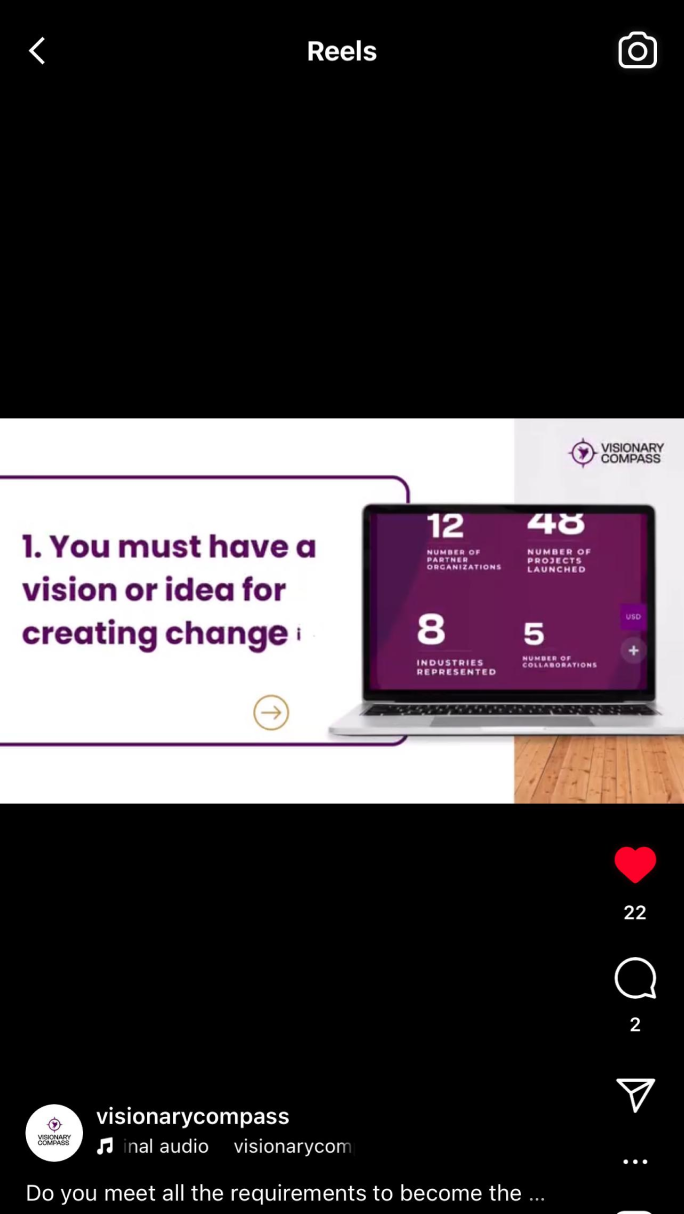 Reels
VISIONARY
COMPASS
1. You must have a
vision or idea for
creating change i
12
NUMBER OF
PARTNER
ORGANIZATIONS
48
NUMBER OF
PROJECTS
LAUNCHED
8
INDUSTRIES
REPRESENTED
5
NUMBER OF
COLLABORATIONS
USD
+
22
2
VISIONARY
COMPASS
visionarycompass
inal audio visionarycom
Do you meet all the requirements to become the ...